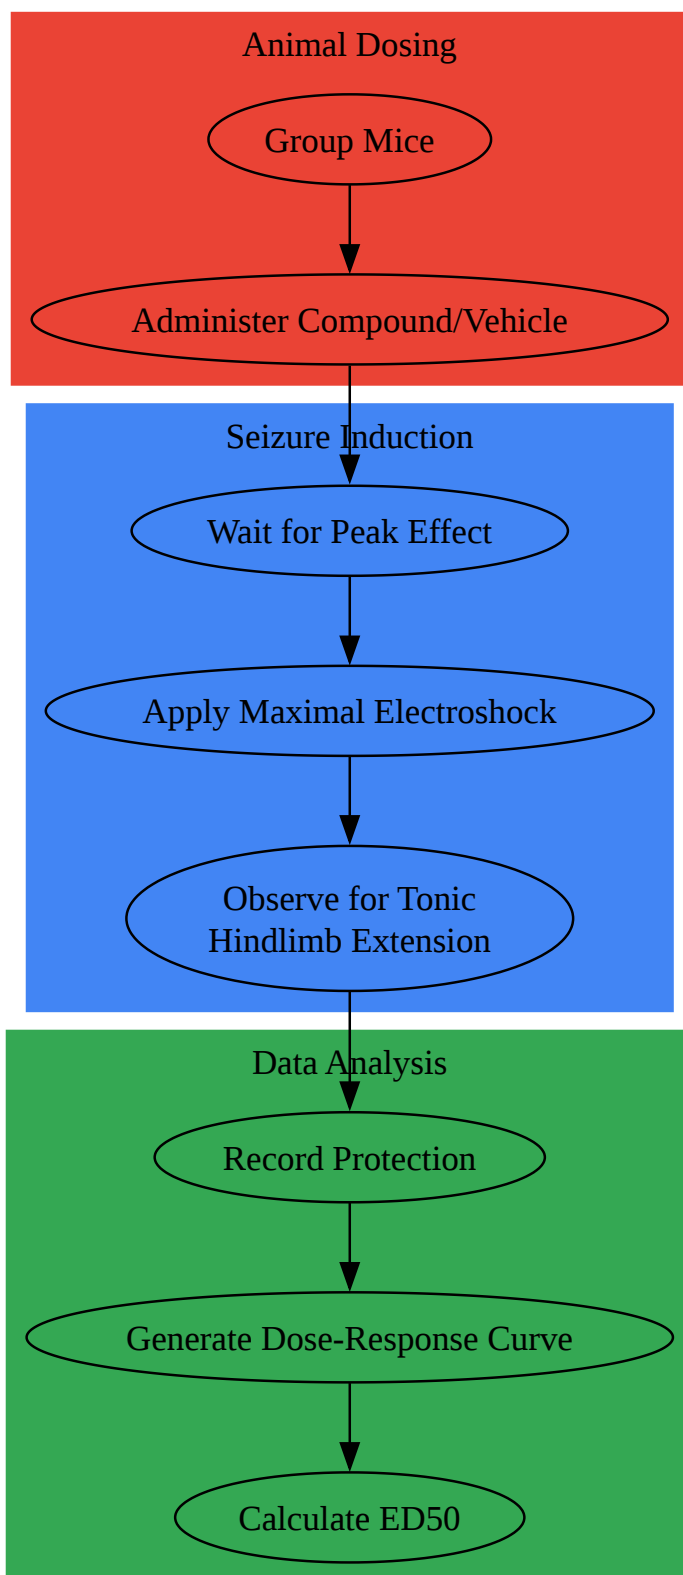 Animal Dosing
Group Mice
Administer Compound/Vehicle
Seizure Induction
Wait for Peak Effect
Apply Maximal Electroshock
Observe for Tonic
Hindlimb Extension
Data Analysis
Record Protection
Generate Dose-Response Curve
Calculate ED50